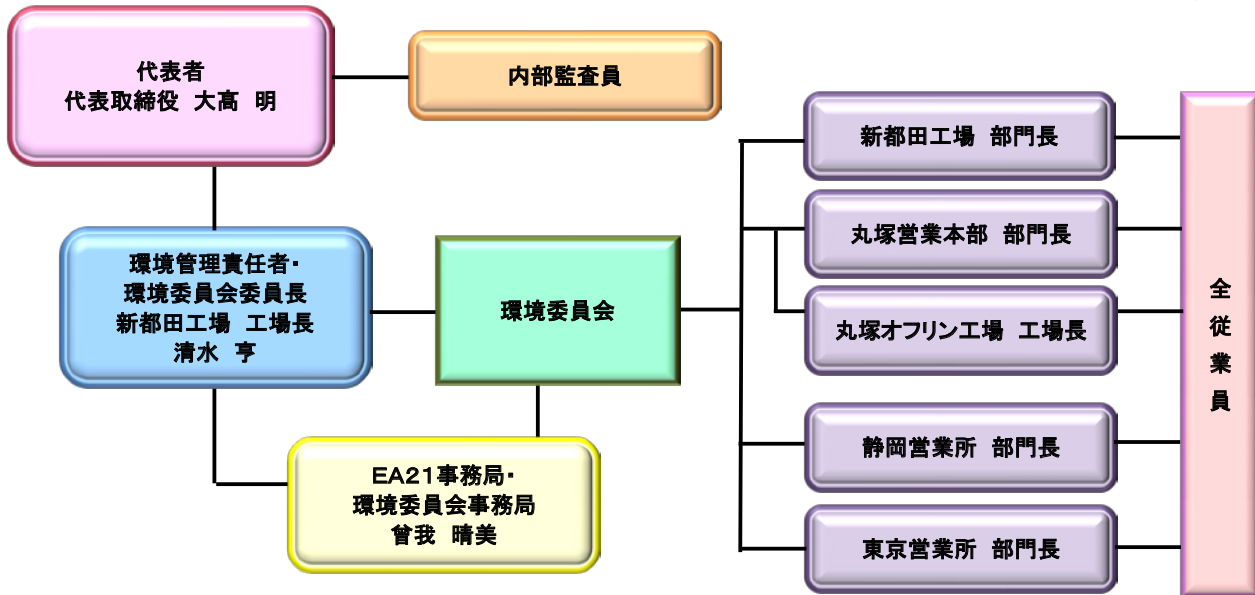 代表者
代表取締役 大髙 明
内部監査員
環境管理責任者・
環境委員会委員長
新都田工場 工場長
清水 亨
環境委員会
EA21事務局・
環境委員会事務局
曾我 晴美
新都田工場 部門長
丸塚営業本部 部門長
丸塚オフリン工場 工場長
静岡営業所 部門長
東京営業所 部門長
全従業員